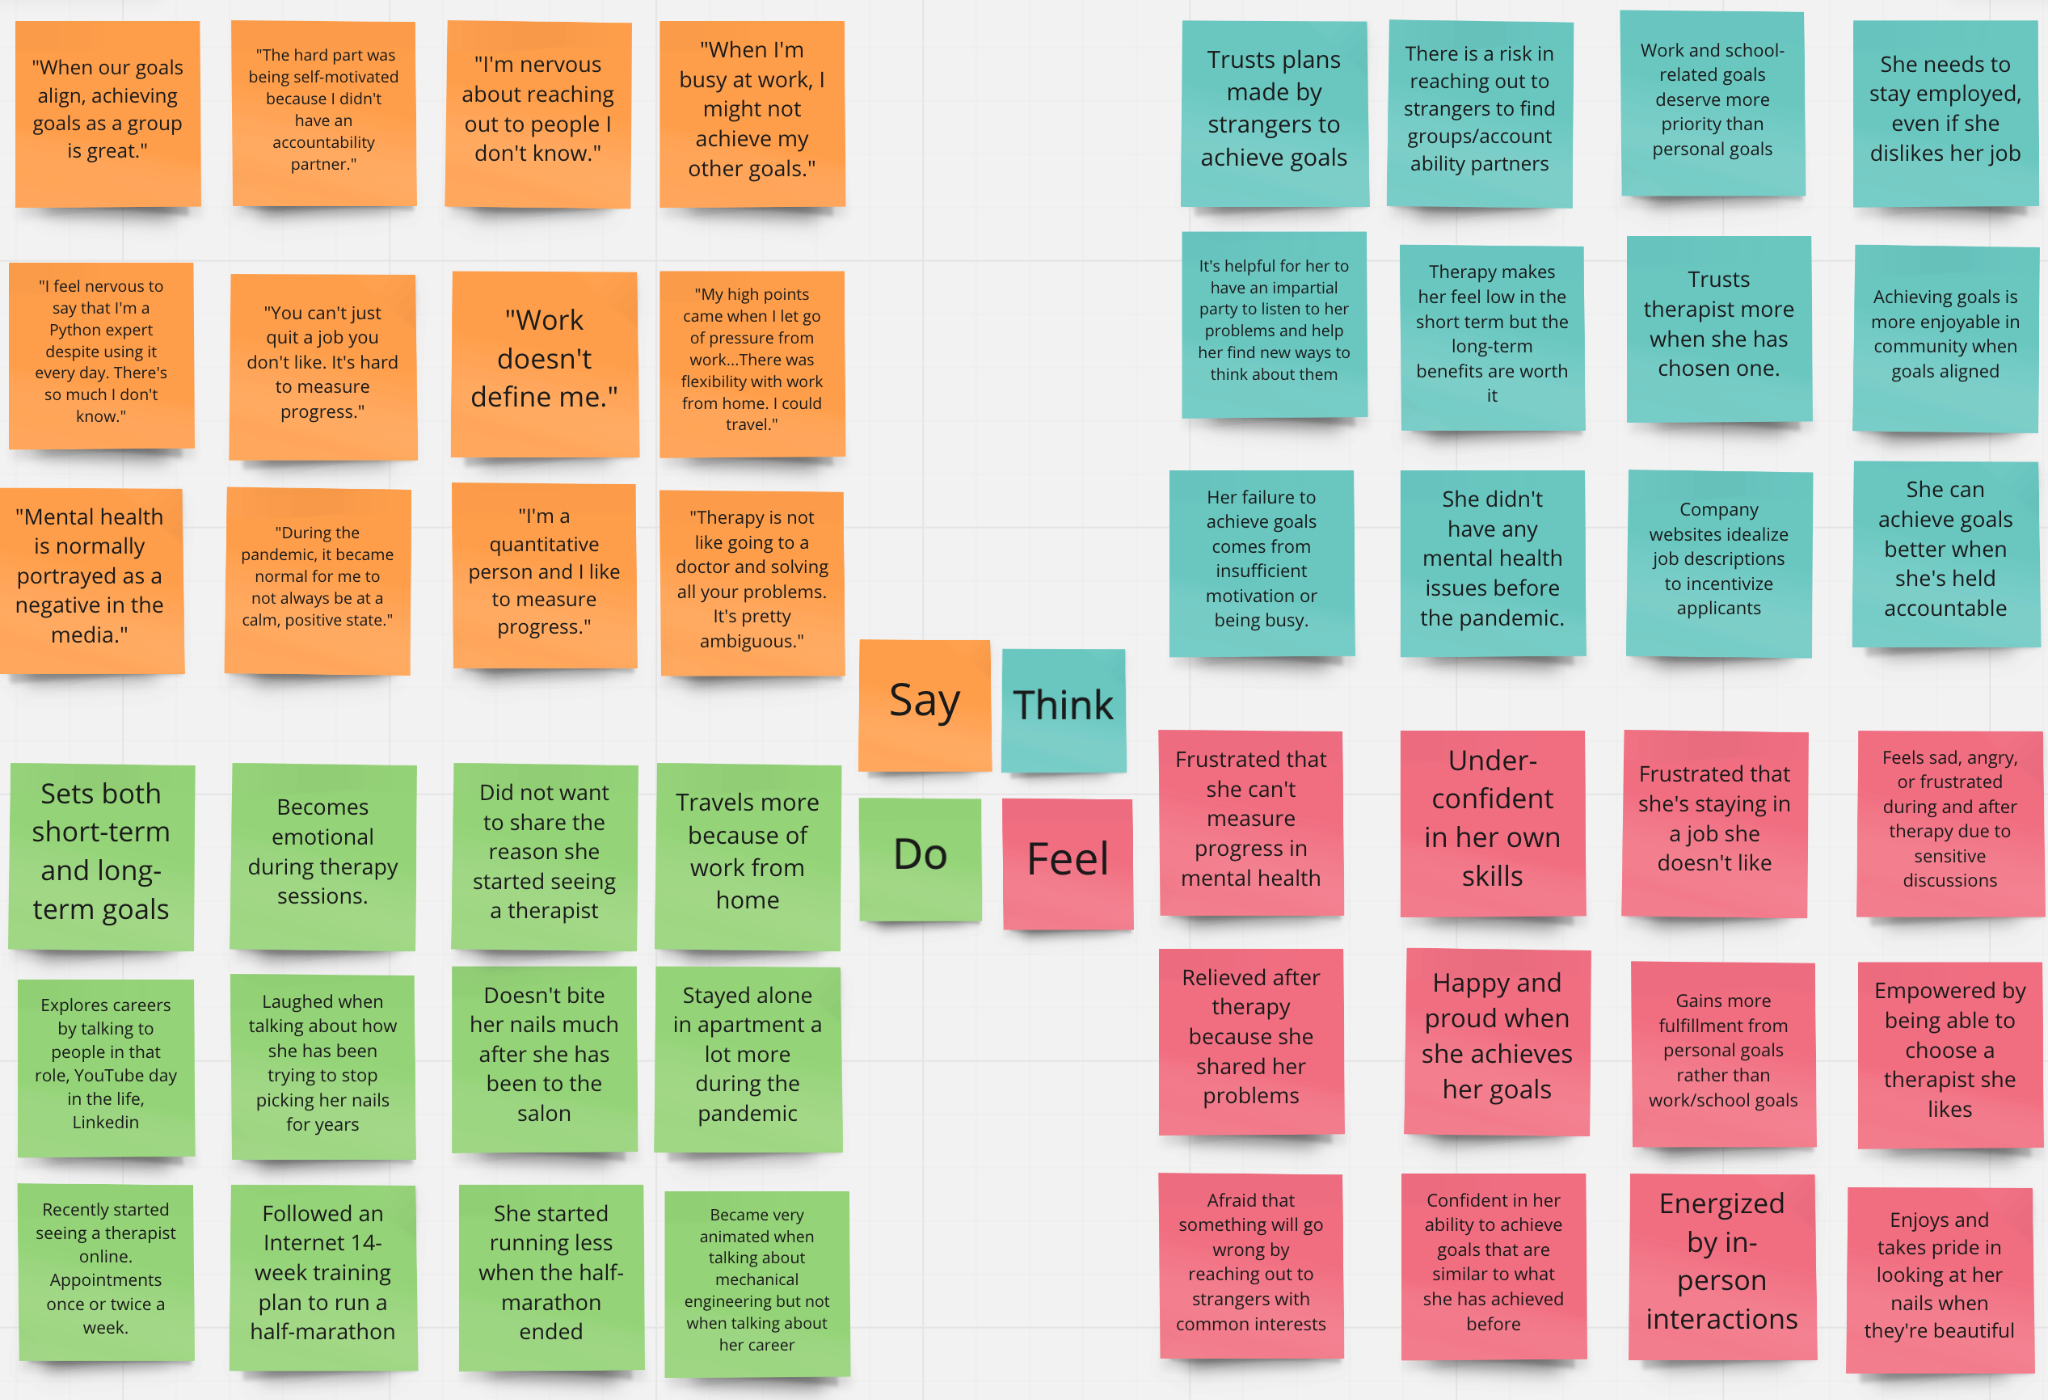 "When our goals
align, achieving
goals as a group
is great."
"The hard part was
being self-motivated
because I didn't
have an
accountability
partner."
"I'm nervous
about reaching
out to people I
don't know."
"When I'm
busy at work, I
might not
achieve my
other goals."
"I feel nervous to
say that I'm a
Python expert
despite using it
every day. There's
so much I don't
know."
"You can't just
quit a job you
don't like. It's hard
to measure
progress."
"Work
doesn't
define me."
"My high points
came when I let go
of pressure from
work...There was
flexibility with work
from home. I could
travel."
"Mental health
is normally
portrayed as a
negative in the
media."
"During the
pandemic, it became
normal for me to
not always be at a
calm, positive state."
"I'm a
quantitative
person and I like
to measure
progress."
"Therapy is not
like going to a
doctor and solving
all your problems.
It's pretty
ambiguous."
Trusts plans
made by
strangers to
achieve goals
There is a risk in
reaching out to
strangers to find
groups/account
ability partners
Work and school-
related goals
deserve more
priority than
personal goals
She needs to
stay employed,
even if she
dislikes her job
It's helpful for her to
have an impartial
party to listen to her
problems and help
her find new ways to
think about them
Therapy makes
her feel low in the
short term but the
long-term
benefits are worth
it
Trusts
therapist more
when she has
chosen one.
Achieving goals is
more enjoyable in
community when
goals aligned
Her failure to
achieve goals
comes from
insufficient
motivation or
being busy.
She didn't
have any
mental health
issues before
the pandemic.
Company
websites idealize
job descriptions
to incentivize
applicants
She can
achieve goals
better when
she's held
accountable
Say
Think
Do
Feel
Sets both
short-term
and long-
term goals
Becomes
emotional
during therapy
sessions.
Did not want
to share the
reason she
started seeing
a therapist
Travels more
because of
work from
home
Explores careers
by talking to
people in that
role, YouTube day
in the life,
Linkedin
Laughed when
talking about how
she has been
trying to stop
picking her nails
for years
Doesn't bite
her nails much
after she has
been to the
salon
Stayed alone
in apartment a
lot more
during the
pandemic
Recently started
seeing a therapist
online.
Appointments
once or twice a
week.
Followed an
Internet 14-
week training
plan to run a
half-marathon
She started
running less
when the half-
marathon
ended
Became very
animated when
talking about
mechanical
engineering but not
when talking about
her career
Frustrated that
she can't
measure
progress in
mental health
Under-
confident
in her own
skills
Frustrated that
she's staying in
a job she
doesn't like
Feels sad, angry,
or frustrated
during and after
therapy due to
sensitive
discussions
Relieved after
therapy
because she
shared her
problems
Happy and
proud when
she achieves
her goals
Gains more
fulfillment from
personal goals
rather than
work/school goals
Empowered by
being able to
choose a
therapist she
likes
Afraid that
something will go
wrong by
reaching out to
strangers with
common interests
Confident in her
ability to achieve
goals that are
similar to what
she has achieved
before
Energized
by in-
person
interactions
Enjoys and
takes pride in
looking at her
nails when
they're beautiful